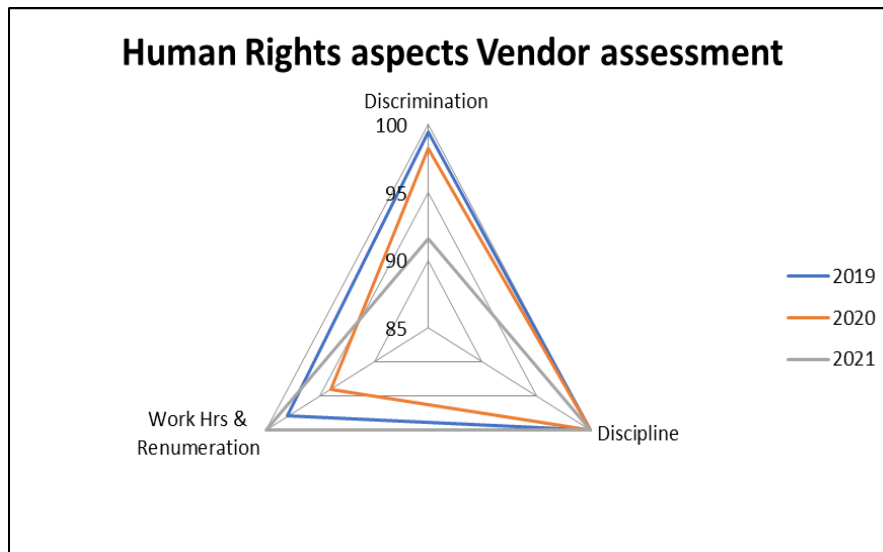 Human Rights aspects Vendor assessment
Discrimination
100
95
90
85
Work Hrs &
Renumeration
Discipline
2019
2020
2021